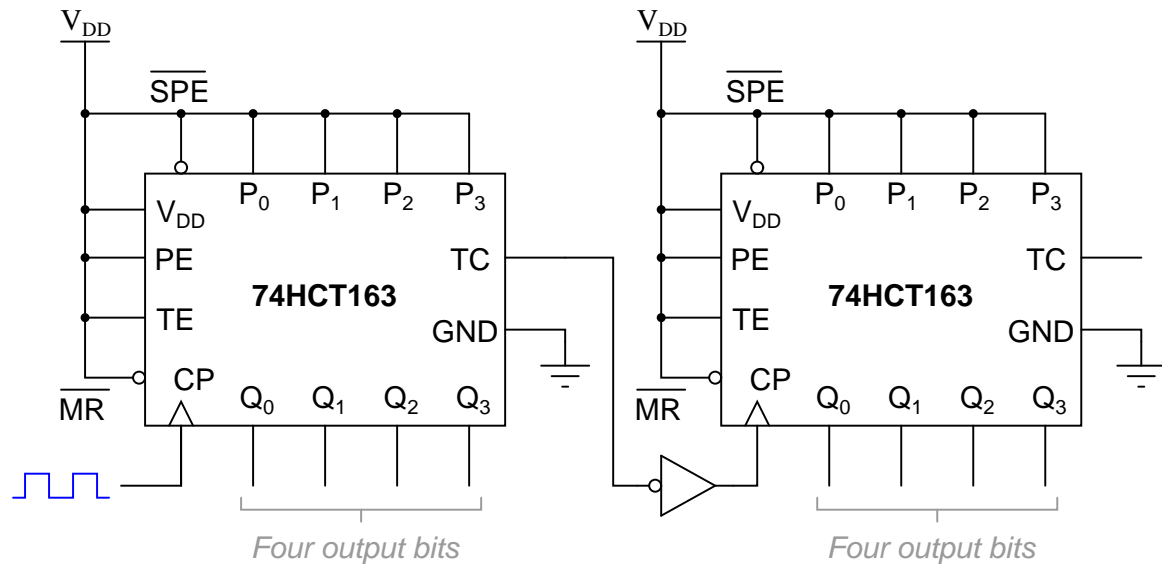 V_DD V_DD
SPE SPE
P_0 P_1 P_2 P_3 P_0 P_1 P_2 P_3
V_DD V_DD
PE TC PE TC
74HCT163 74HCT163
TE TE
GND GND
CP CP
MR Q_0 Q_1 Q_2 Q_3 MR Q_0 Q_1 Q_2 Q_3
Four output bits Four output bits